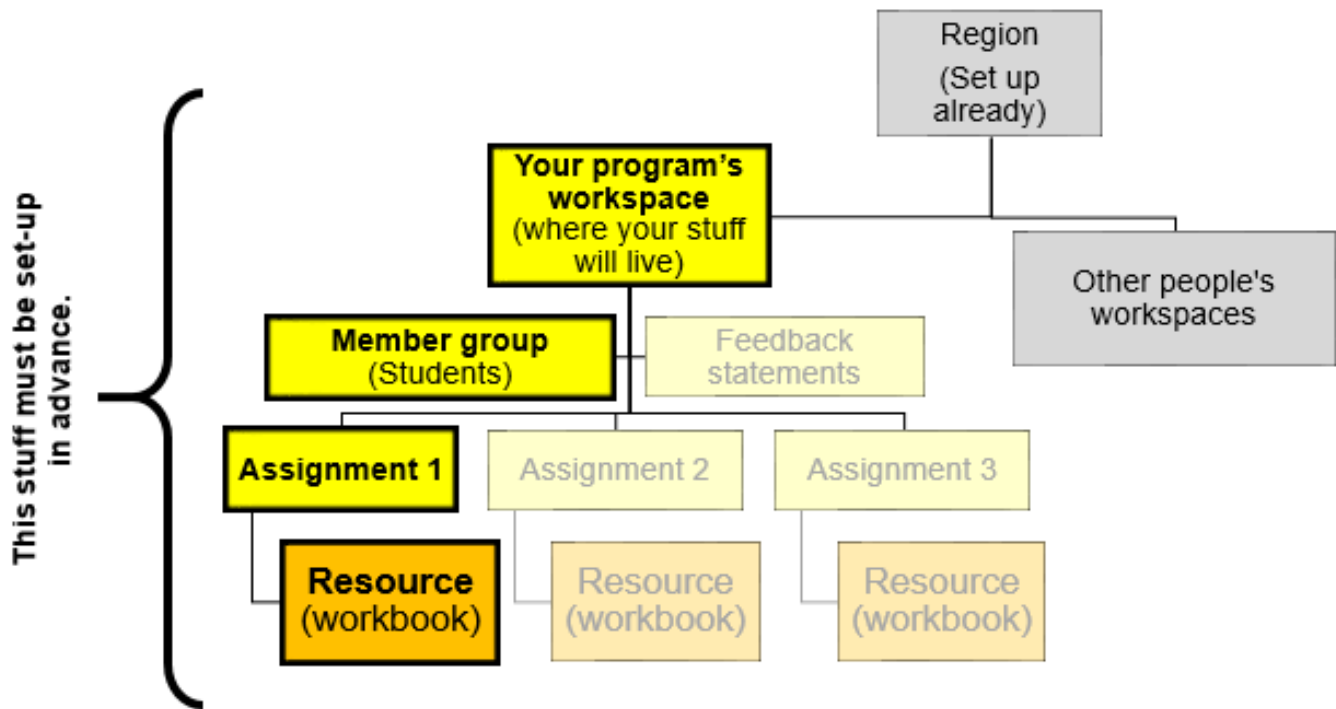 Region
(Set up
already)
Your program's
workspace
(where your stuff
will live)
Other people's
workspaces
This stuff must be set-up
in advance.
Member group
(Students)
Feedback
statements
Assignment 1
Assignment 2
Assignment 3
Resource
(workbook)
Resource
(workbook)
Resource
(workbook)